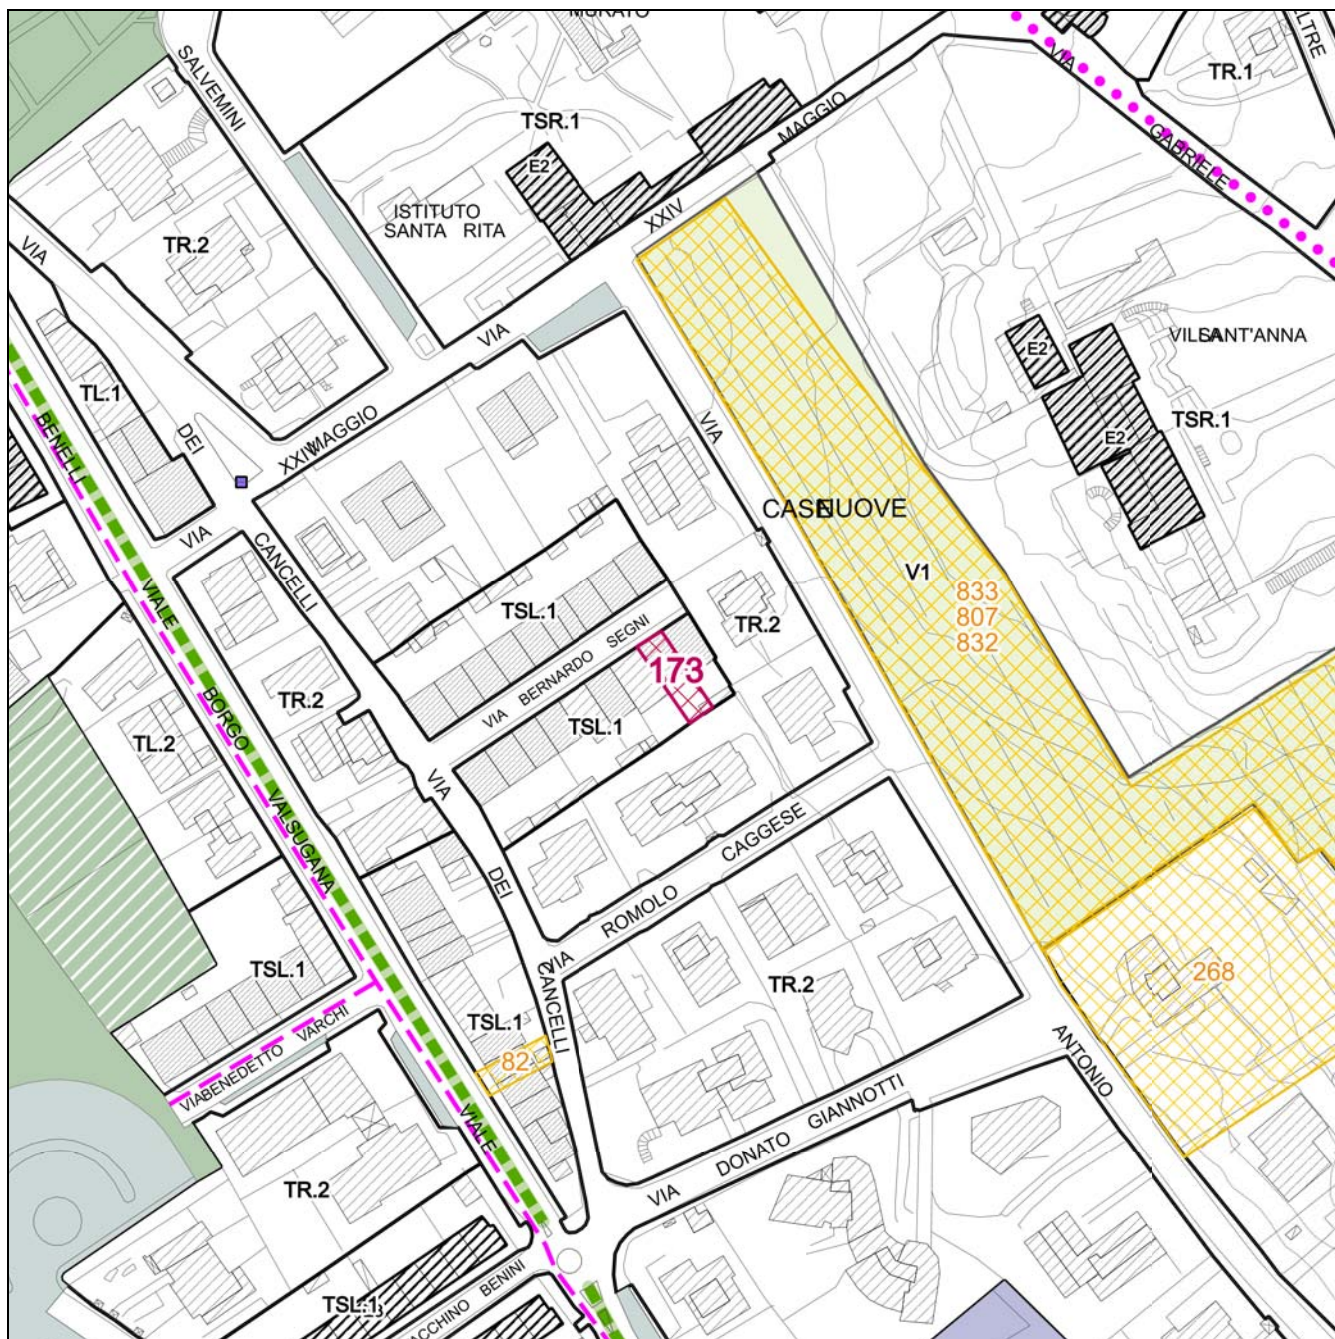 MURATO
SALVEMINI
ELTRE
TR.1
VIA
GABRIELE
TSR.1
E2
MAGGIO
XXIV
ISTITUTO
SANTA RITA
TR.2
VIA
VIA
E2
VILLA SANT'ANNA
TSR.1
E2
TL.1
BENELLI
DEI
MAGGIO
XXIV
VIA
CASE NUOVE
VIA
CANCELLI
V1
833
807
832
VIALE
TSL.1
VIA BERNARDO SEGNI
TR.2
173
TR.2
TSL.1
TL.2
BORGO
VIA
VALSUGANA
CAGGESE
DEI
ROMOLO
VIA
TSL.1
CANCELLI
TR.2
268
TSL.1
82
VIA BENEDETTO VARCHI
ANTONIO
VIALE
VIA DONATO GIANNOTTI
TR.2
TSL.1
ACCHINO BENINI